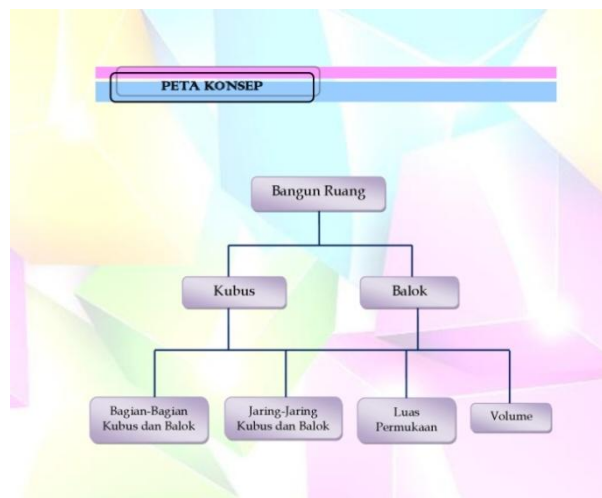 PETA KONSEP
Bangun Ruang
Kubus
Balok
Bagian-Bagian
Kubus dan Balok
Jaring-Jaring
Kubus dan Balok
Luas
Permukaan
Volume